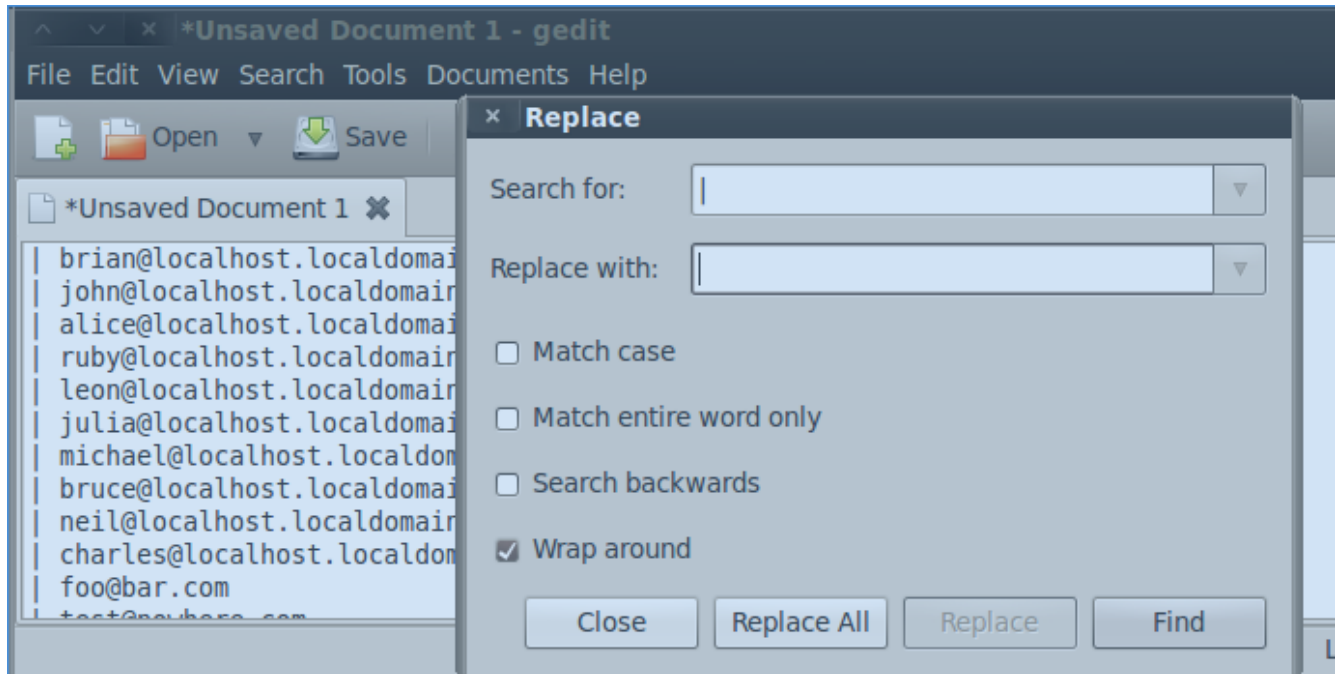 *Unsaved Document 1 - gedit
File Edit View Search Tools Documents Help
Open Save
*Unsaved Document 1
| brian@localhost.localdomai
| john@localhost.localdomain
| alice@localhost.localdomai
| ruby@localhost.localdomain
| leon@localhost.localdomain
| julia@localhost.localdomai
| michael@localhost.localdom
| bruce@localhost.localdomai
| neil@localhost.localdomain
| charles@localhost.localdom
| foo@bar.com
| test@nowhere.com
Replace
Search for: |
Replace with:
Match case
Match entire word only
Search backwards
Wrap around
Close Replace All Replace Find
L